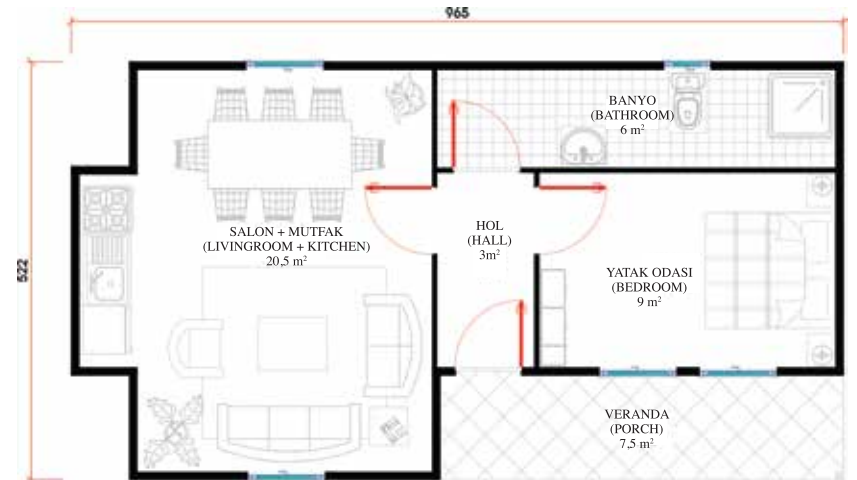 965
522
BANYO
(BATHROOM)
6 m²
SALON + MUTFAK
(LIVINGROOM + KITCHEN)
20,5 m²
HOL
(HALL)
3m²
YATAK ODASI
(BEDROOM)
9 m²
VERANDA
(PORCH)
7,5 m²